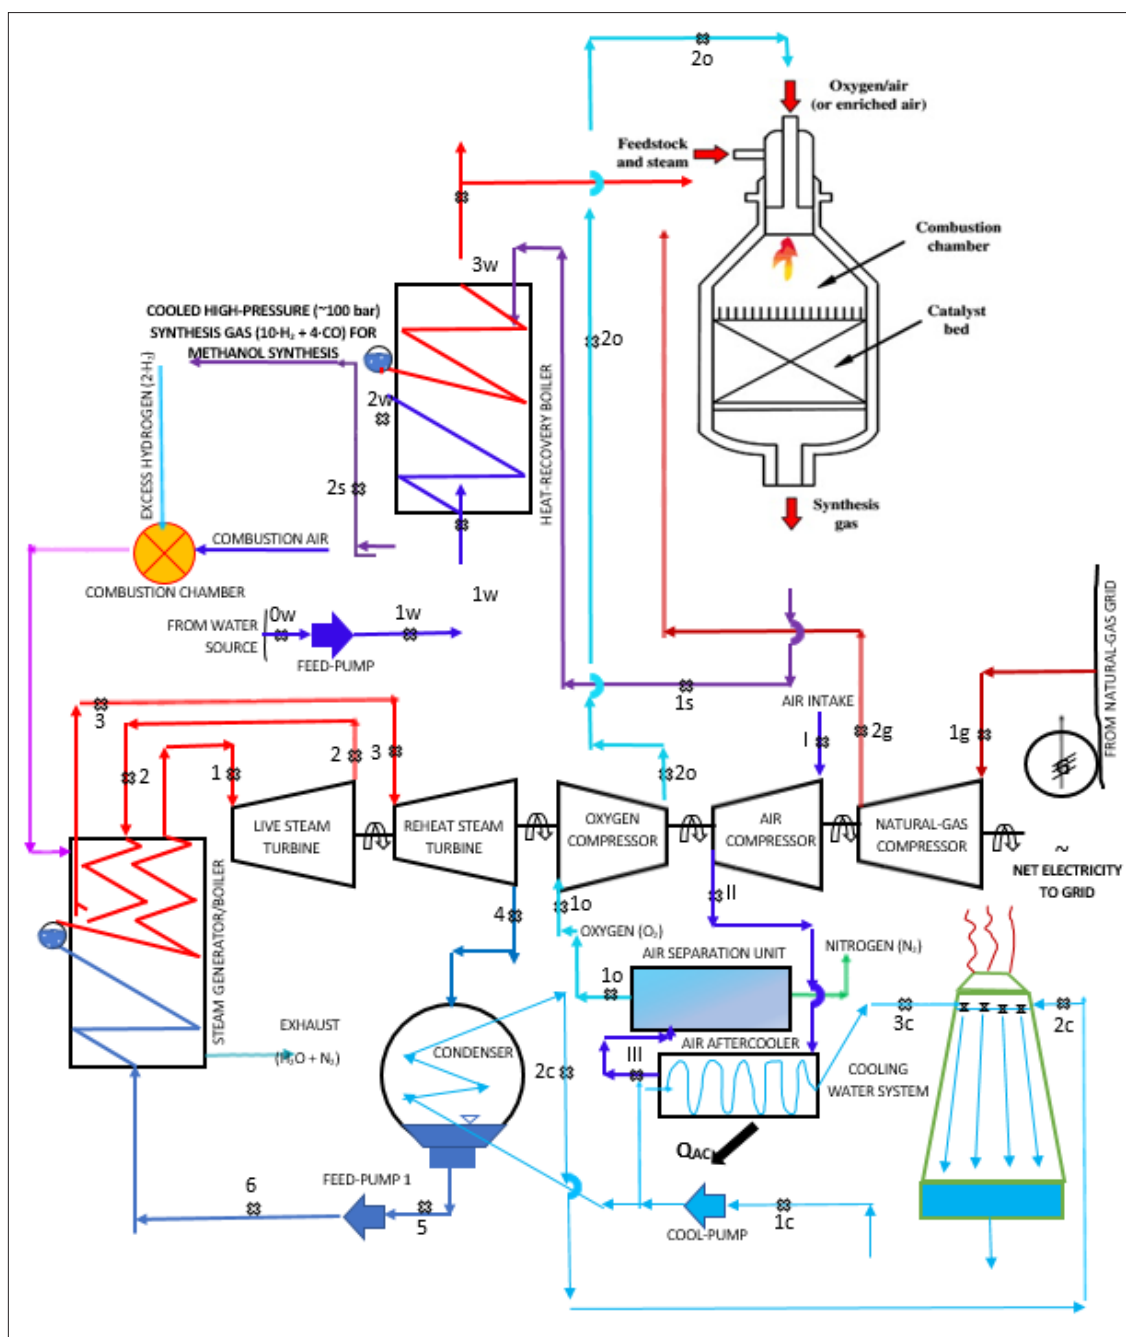 2o
Oxygen/air
(or enriched air)
Feedstock
and steam
Combustion
chamber
3w
COOLED HIGH-PRESSURE (~100 bar)
SYNTHESIS GAS (10·H₂ + 4·CO) FOR
METHANOL SYNTHESIS
Catalyst
bed
2o
2w
EXCESS HYDROGEN (2·H₂)
HEAT-RECOVERY BOILER
2s
Synthesis
gas
COMBUSTION AIR
COMBUSTION CHAMBER
1w
0w
1w
FROM WATER
SOURCE
FEED-PUMP
FROM NATURAL-GAS GRID
3
1s
AIR INTAKE
I
2g
1g
2
1
2
3
2o
G
LIVE STEAM
TURBINE
REHEAT STEAM
TURBINE
OXYGEN
COMPRESSOR
AIR
COMPRESSOR
NATURAL-GAS
COMPRESSOR
~
NET ELECTRICITY
TO GRID
4
1o
II
OXYGEN (O₂)
STEAM GENERATOR/BOILER
AIR SEPARATION UNIT
NITROGEN (N₂)
1o
3c
2c
EXHAUST
(H₂O + N₂)
CONDENSER
AIR AFTERCOOLER
III
2c
COOLING
WATER SYSTEM
QAC
6
FEED-PUMP 1
5
COOL-PUMP
1c